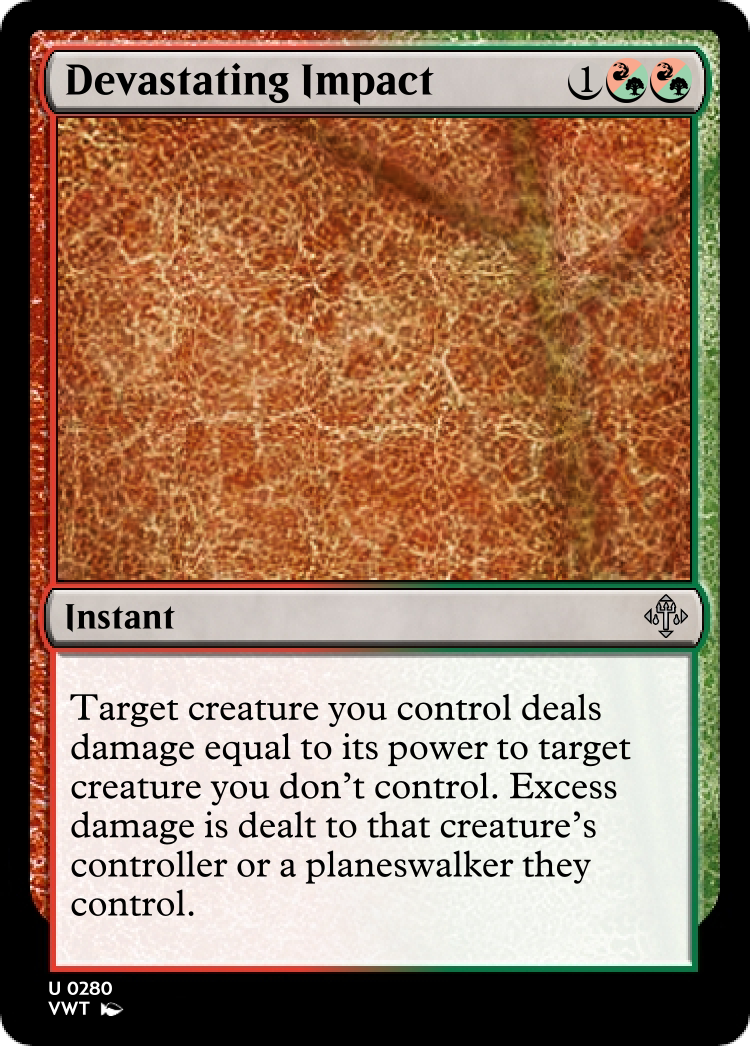 Devastating Impact 1
Instant
Target creature you control deals
damage equal to its power to target
creature you don't control. Excess
damage is dealt to that creature's
controller or a planeswalker they
control.
U 0280
VWT